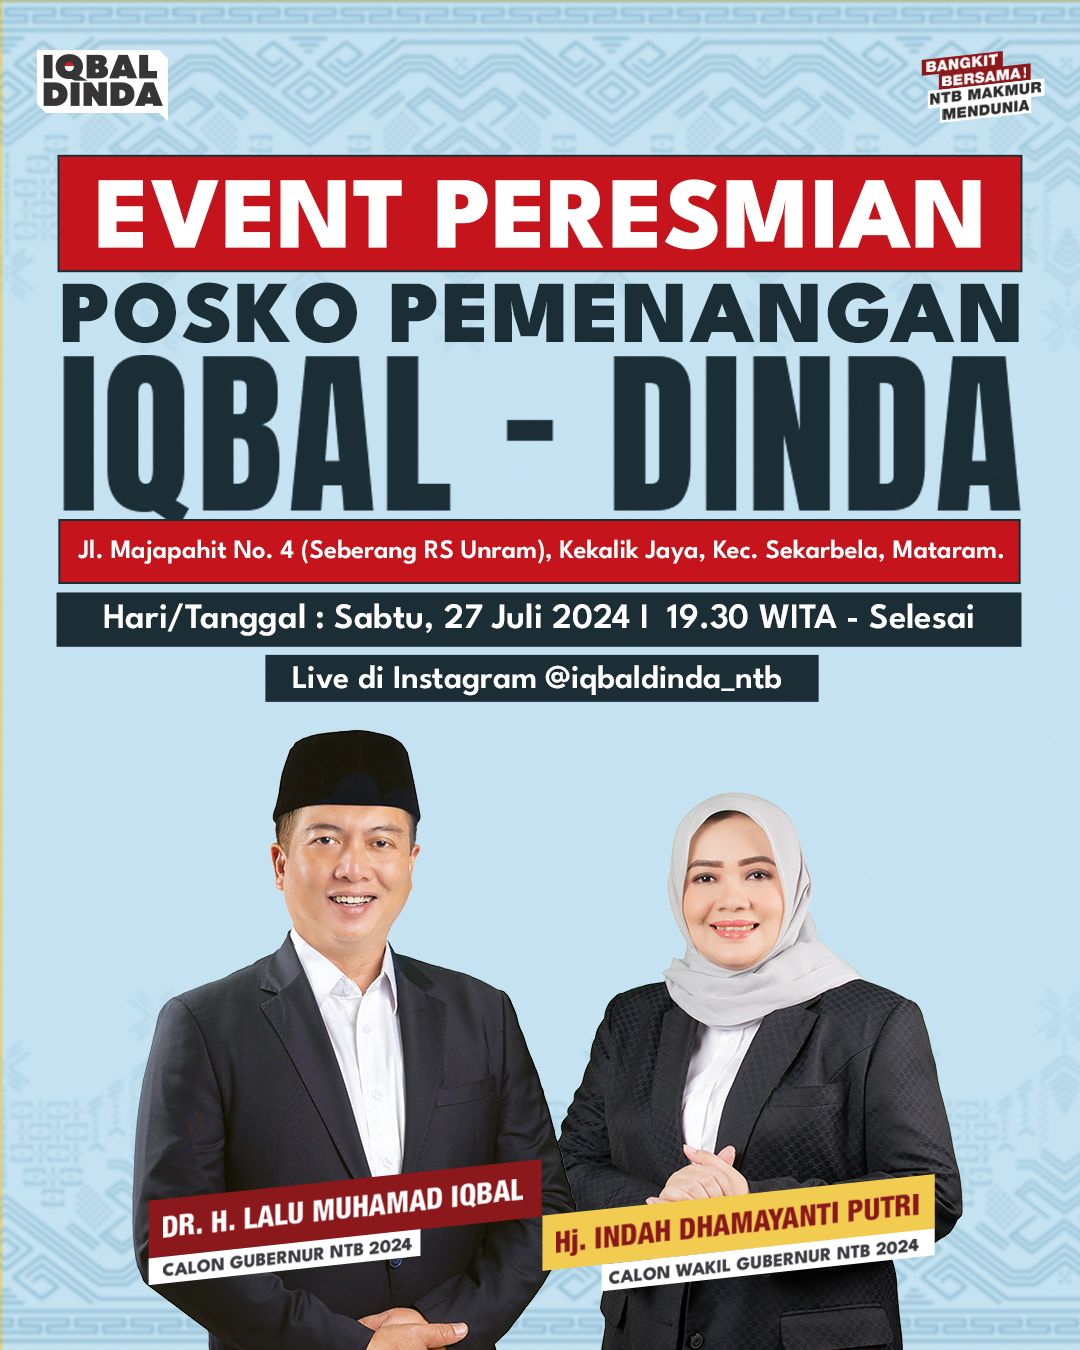 IQBAL
DINDA
BANGKIT
BERSAMA!
NTB MAKMUR
MENDUNIA
EVENT PERESMIAN
POSKO PEMENANGAN
IQBAL - DINDA
Jl. Majapahit No. 4 (Seberang RS Unram), Kekalik Jaya, Kec. Sekarbela, Mataram.
Hari/Tanggal : Sabtu, 27 Juli 2024 I 19.30 WITA - Selesai
Live di Instagram @iqbaldinda_ntb
DR. H. LALU MUHAMAD IQBAL
CALON GUBERNUR NTB 2024
Hj. INDAH DHAMAYANTI PUTRI
CALON WAKIL GUBERNUR NTB 2024